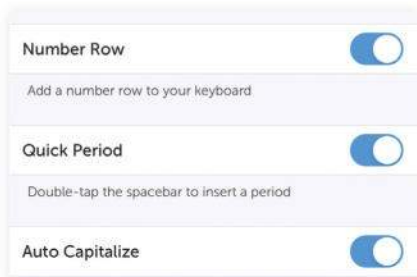 Number Row
Add a number row to your keyboard
Quick Period
Double-tap the spacebar to insert a period
Auto Capitalize